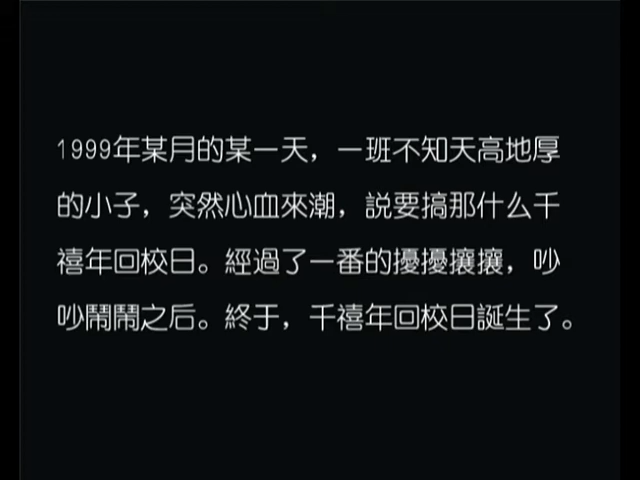 1999年某月的某一天，一班不知天高地厚
的小子，突然心血來潮，説要搞那什么千
禧年回校日。經過了一番的擾擾攘攘，吵
吵鬧鬧之后。終于，千禧年回校日誕生了。